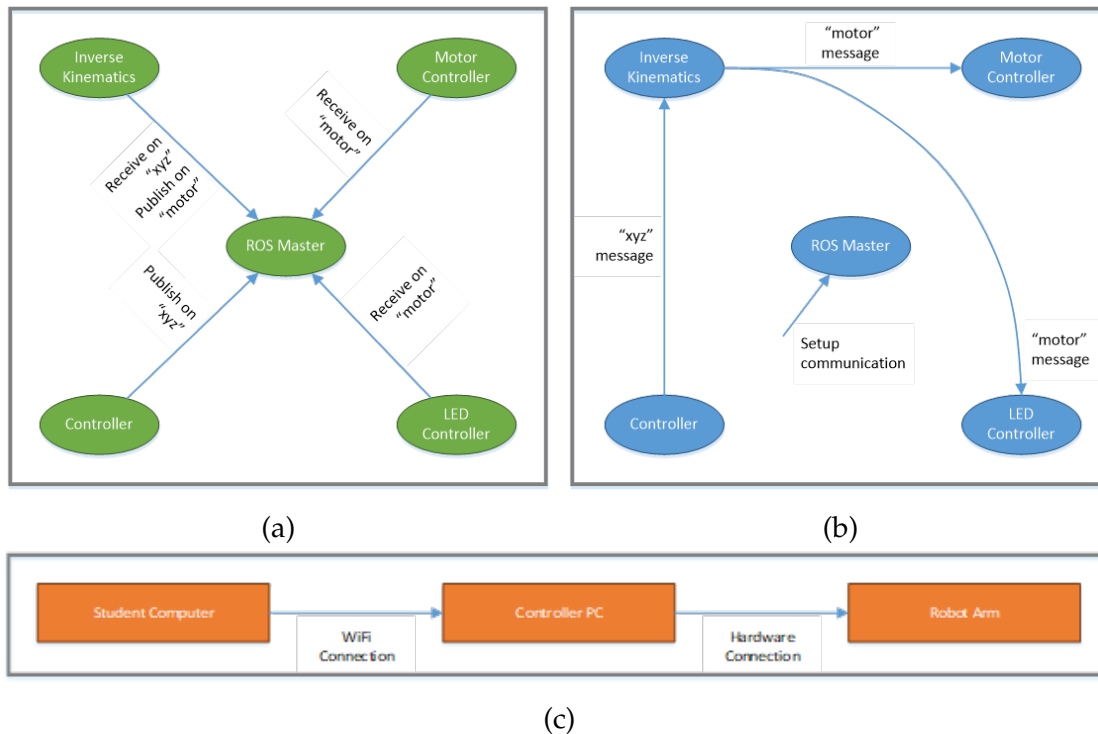 Inverse
Kinematics
Motor
Controller
Receive on
“xyz”
Publish on
“motor”
Receive on
“motor”
ROS Master
Publish on
“xyz”
Receive on
“motor”
Controller
LED
Controller
(a)
Inverse
Kinematics
“motor”
message
Motor
Controller
“xyz”
message
ROS Master
Setup
communication
“motor”
message
Controller
LED
Controller
(b)
Student Computer
WiFi
Connection
Controller PC
Hardware
Connection
Robot Arm
(c)